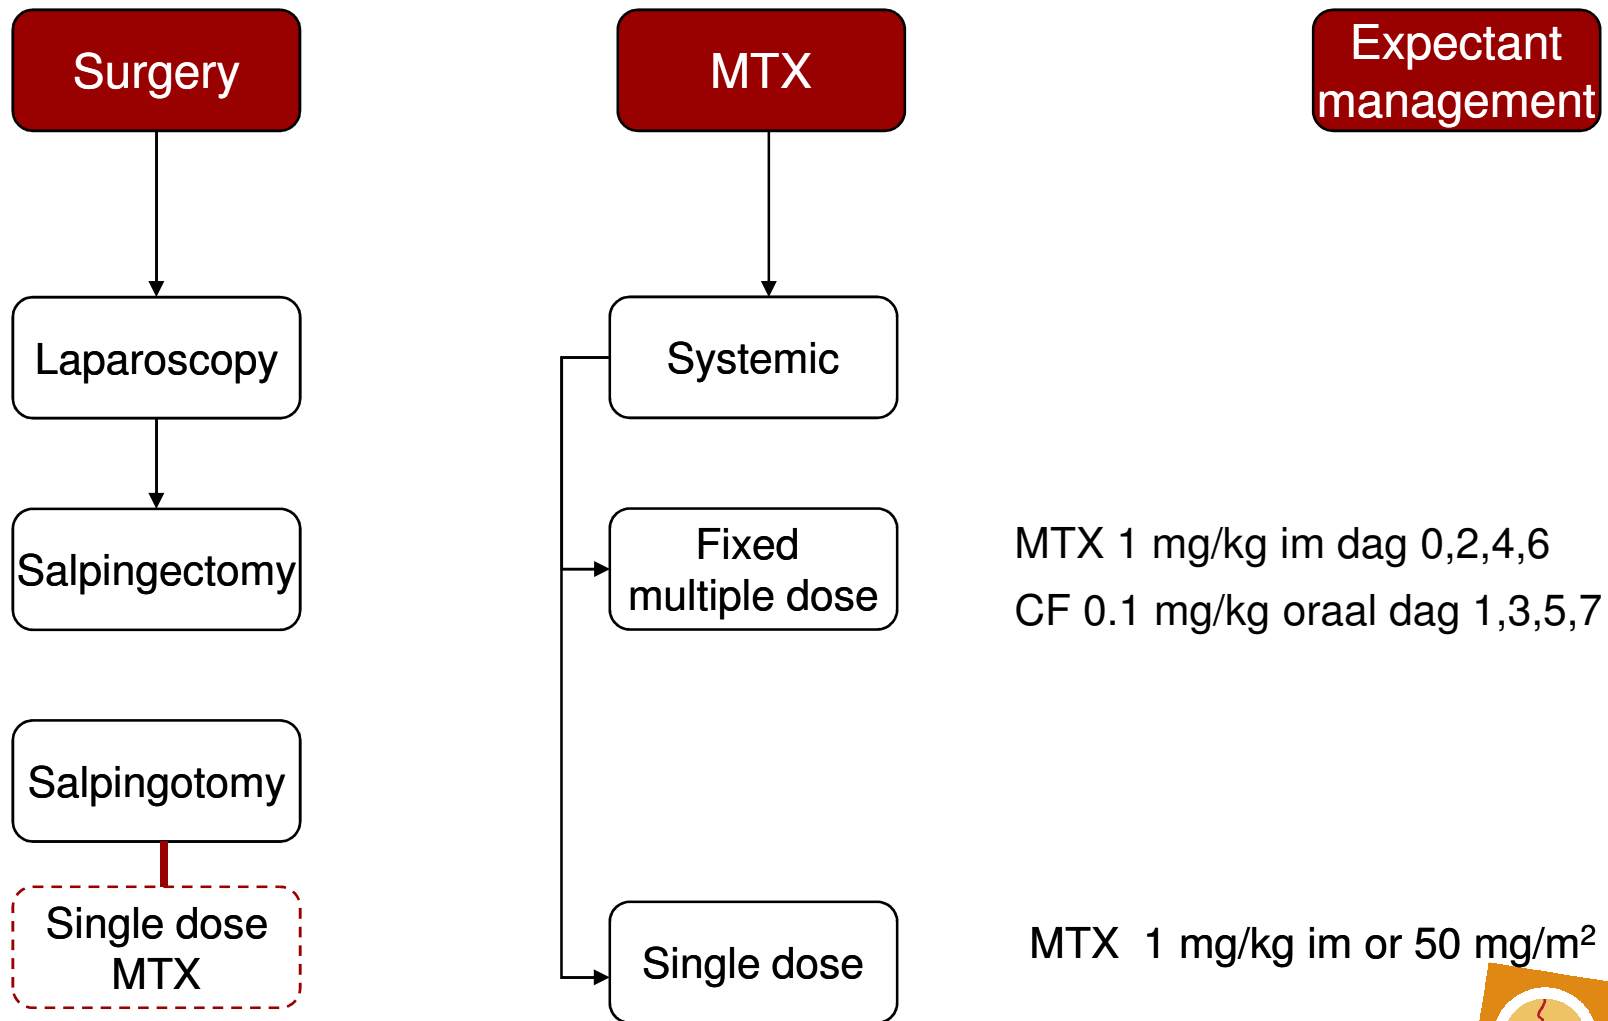 Surgery
MTX
Expectant
management
Laparoscopy
Systemic
Salpingectomy
Fixed
multiple dose
MTX 1 mg/kg im dag 0,2,4,6
CF 0.1 mg/kg oraal dag 1,3,5,7
Salpingotomy
Single dose
MTX
Single dose
MTX 1 mg/kg im or 50 mg/m²